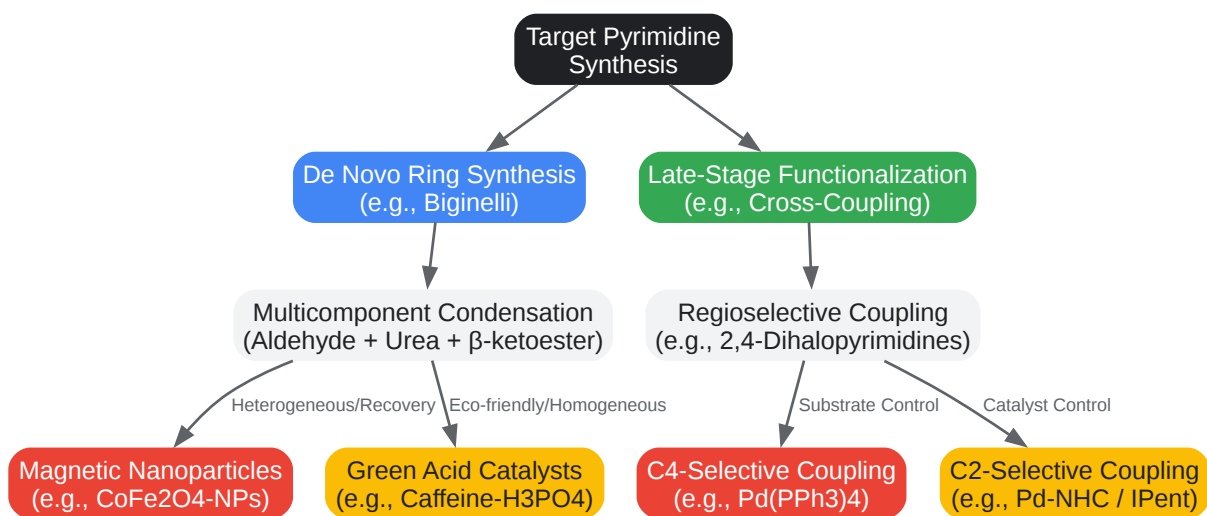 Target Pyrimidine
Synthesis
De Novo Ring Synthesis
(e.g., Biginelli)
Late-Stage Functionalization
(e.g., Cross-Coupling)
Multicomponent Condensation
(Aldehyde + Urea + β-ketoester)
Regioselective Coupling
(e.g., 2,4-Dihalopyrimidines)
Heterogeneous/Recovery
Eco-friendly/Homogeneous
Substrate Control
Catalyst Control
Magnetic Nanoparticles
(e.g., CoFe2O4-NPs)
Green Acid Catalysts
(e.g., Caffeine-H3PO4)
C4-Selective Coupling
(e.g., Pd(PPh3)4)
C2-Selective Coupling
(e.g., Pd-NHC / IPent)